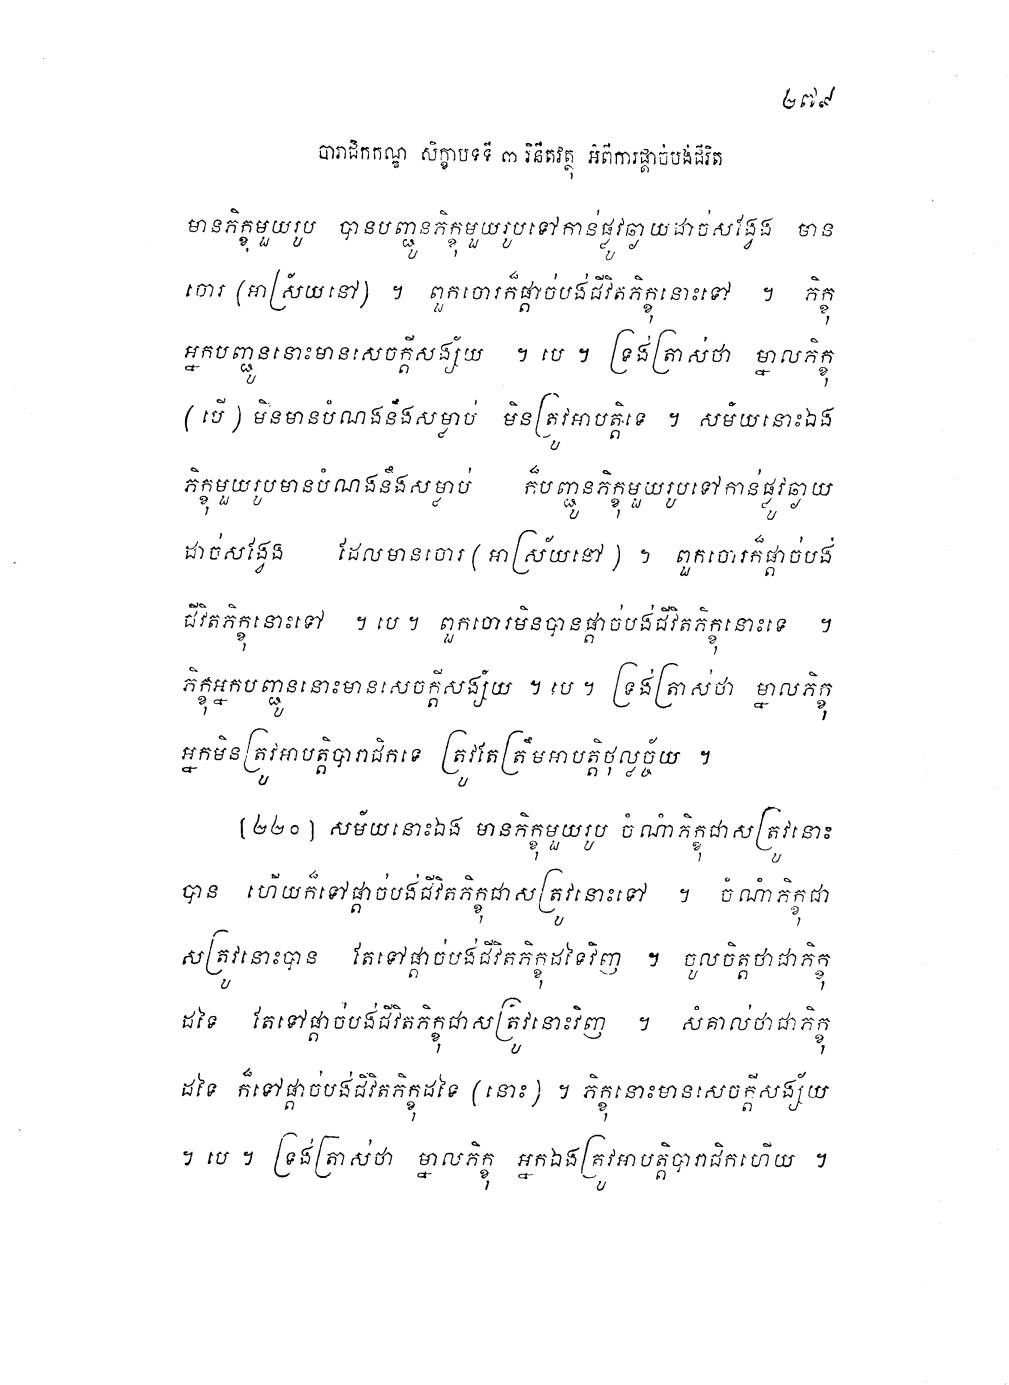 ២៧៩
បារាជិកកណ្ឌ សិក្ខាបទទី ៣ វិនីតវត្ថុ អំពីការផ្តាច់បង់ជីវិត
មានភិក្ខុមួយរូប បានបញ្ជូនភិក្ខុមួយរូបទៅកាន់ផ្លូវឆ្ងាយដាច់សង្វែង មាន
ចោរ (អាស្រ័យនៅ) ។ ពួកចោរក៏ផ្តាច់បង់ជីវិតភិក្ខុនោះទៅ ។ ភិក្ខុ
អ្នកបញ្ជូននោះមានសេចក្តីសង្ស័យ ។ បេ ។ ទ្រង់ត្រាស់ថា ម្នាលភិក្ខុ
(បើ) មិនមានបំណងនឹងសម្លាប់ មិនត្រូវអាបត្តិទេ ។ សម័យនោះឯង
ភិក្ខុមួយរូបមានបំណងនឹងសម្លាប់ ក៏បញ្ជូនភិក្ខុមួយរូបទៅកាន់ផ្លូវឆ្ងាយ
ដាច់សង្វែង ដែលមានចោរ (អាស្រ័យនៅ) ។ ពួកចោរក៏ផ្តាច់បង់
ជីវិតភិក្ខុនោះទៅ ។ បេ ។ ពួកចោរមិនបានផ្តាច់បង់ជីវិតភិក្ខុនោះទេ ។
ភិក្ខុអ្នកបញ្ជូននោះមានសេចក្តីសង្ស័យ ។ បេ ។ ទ្រង់ត្រាស់ថា ម្នាលភិក្ខុ
អ្នកមិនត្រូវអាបត្តិបារាជិកទេ ត្រូវតែត្រឹមអាបត្តិថុល្លច្ច័យ ។
(២២០) សម័យនោះឯង មានភិក្ខុមួយរូប ចំណាំភិក្ខុជាសត្រូវនោះ
បាន ហើយក៏ទៅផ្តាច់បង់ជីវិតភិក្ខុជាសត្រូវនោះទៅ ។ ចំណាំភិក្ខុជា
សត្រូវនោះបាន តែទៅផ្តាច់បង់ជីវិតភិក្ខុដទៃវិញ ។ ចូលចិត្តថាជាភិក្ខុ
ដទៃ តែទៅផ្តាច់បង់ជីវិតភិក្ខុជាសត្រូវនោះវិញ ។ សំគាល់ថាជាភិក្ខុ
ដទៃ ក៏ទៅផ្តាច់បង់ជីវិតភិក្ខុដទៃ (នោះ) ។ ភិក្ខុនោះមានសេចក្តីសង្ស័យ
។ បេ ។ ទ្រង់ត្រាស់ថា ម្នាលភិក្ខុ អ្នកឯងត្រូវអាបត្តិបារាជិកហើយ ។